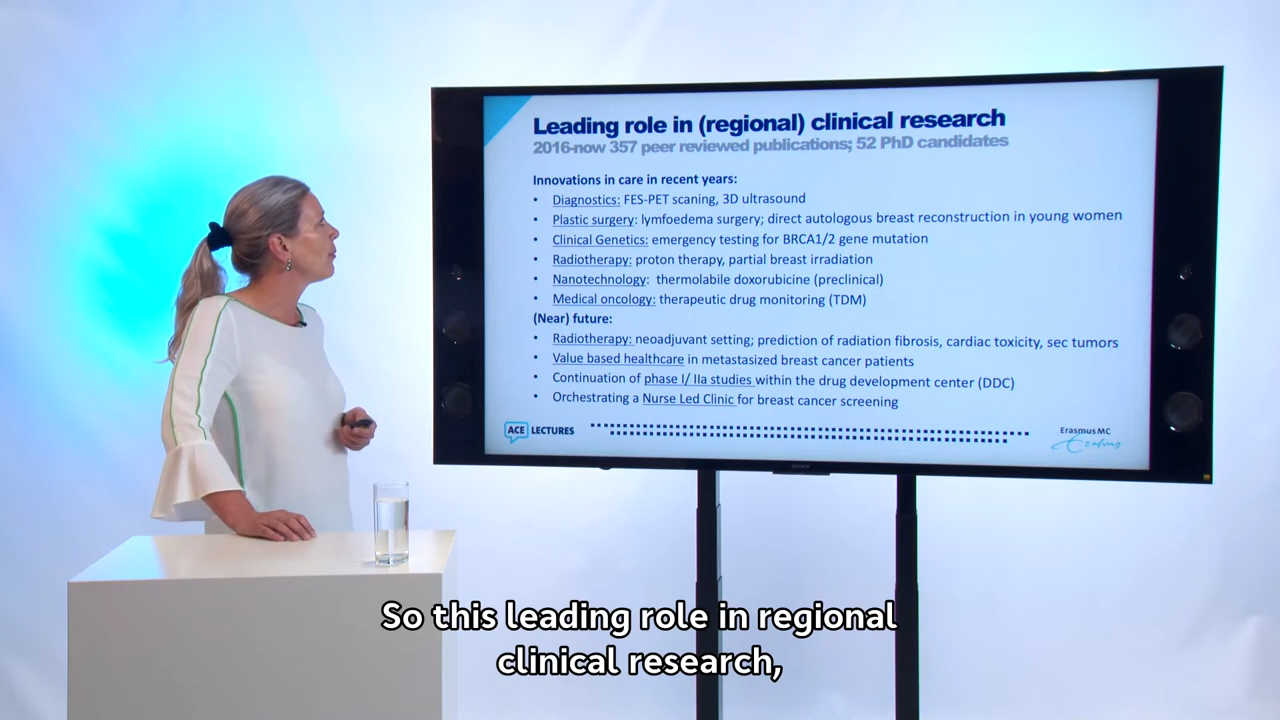 Leading role in (regional) clinical research
2016-now 357 peer reviewed publications; 52 PhD candidates
Innovations in care in recent years:
• Diagnostics: FES-PET scaning, 3D ultrasound
• Plastic surgery: lymfoedema surgery; direct autologous breast reconstruction in young women
• Clinical Genetics: emergency testing for BRCA1/2 gene mutation
• Radiotherapy: proton therapy, partial breast irradiation
• Nanotechnology: thermolabile doxorubicine (preclinical)
• Medical oncology: therapeutic drug monitoring (TDM)
(Near) future:
• Radiotherapy: neoadjuvant setting; prediction of radiation fibrosis, cardiac toxicity, sec tumors
• Value based healthcare in metastasized breast cancer patients
• Continuation of phase I/ IIa studies within the drug development center (DDC)
• Orchestrating a Nurse Led Clinic for breast cancer screening
ACE LECTURES
Erasmus MC
Erasmus
SONY
So this leading role in regional
clinical research,